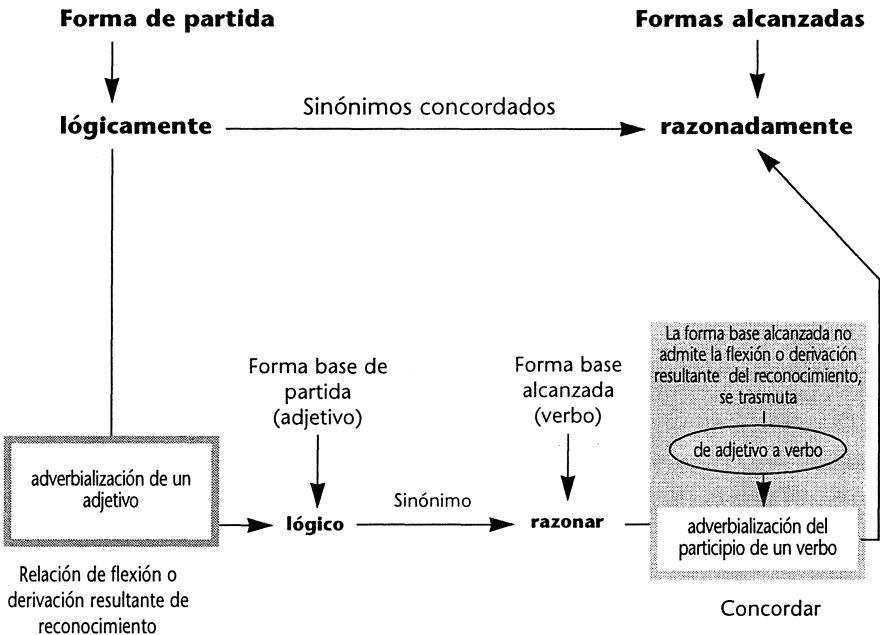 Forma de partida
Formas alcanzadas
lógicamente
Sinónimos concordados
razonadamente
La forma base alcanzada no
admite la flexión o derivación
resultante del reconocimiento,
se trasmuta
Forma base de
partida
(adjetivo)
Forma base
alcanzada
(verbo)
de adjetivo a verbo
adverbialización de un
adjetivo
lógico
Sinónimo
razonar
adverbialización del
participio de un verbo
Relación de flexión o
derivación resultante de
reconocimiento
Concordar